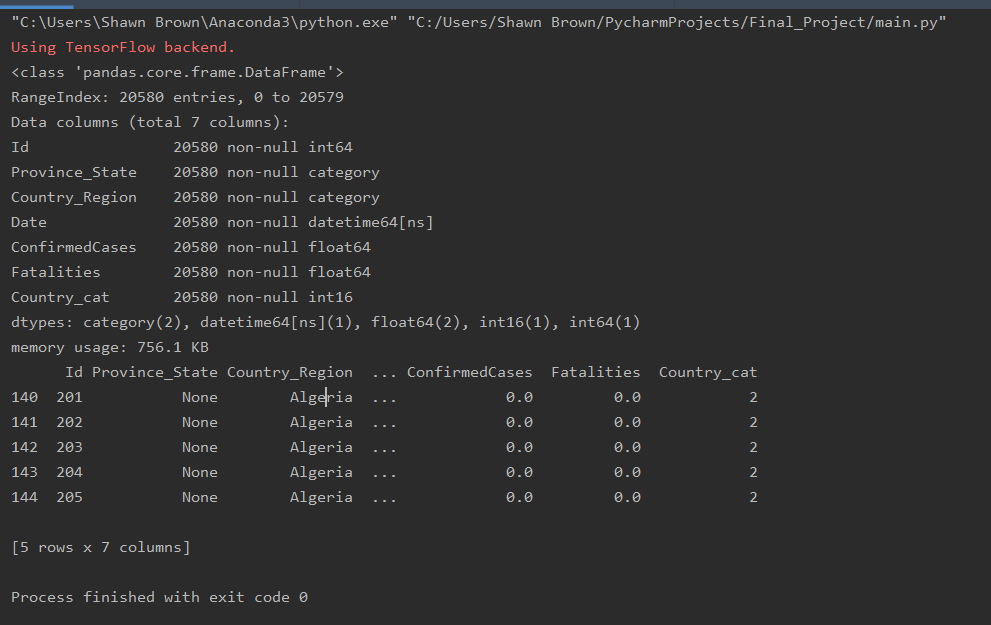 "C:\Users\Shawn Brown\Anaconda3\python.exe" "C:/Users/Shawn Brown/PycharmProjects/Final_Project/main.py"
Using TensorFlow backend.
<class 'pandas.core.frame.DataFrame'>
RangeIndex: 20580 entries, 0 to 20579
Data columns (total 7 columns):
Id                20580 non-null int64
Province_State    20580 non-null category
Country_Region    20580 non-null category
Date              20580 non-null datetime64[ns]
ConfirmedCases    20580 non-null float64
Fatalities        20580 non-null float64
Country_cat       20580 non-null int16
dtypes: category(2), datetime64[ns](1), float64(2), int16(1), int64(1)
memory usage: 756.1 KB
      Id Province_State Country_Region  ... ConfirmedCases  Fatalities  Country_cat
140  201           None        Algeria  ...            0.0         0.0            2
141  202           None        Algeria  ...            0.0         0.0            2
142  203           None        Algeria  ...            0.0         0.0            2
143  204           None        Algeria  ...            0.0         0.0            2
144  205           None        Algeria  ...            0.0         0.0            2
[5 rows x 7 columns]
Process finished with exit code 0